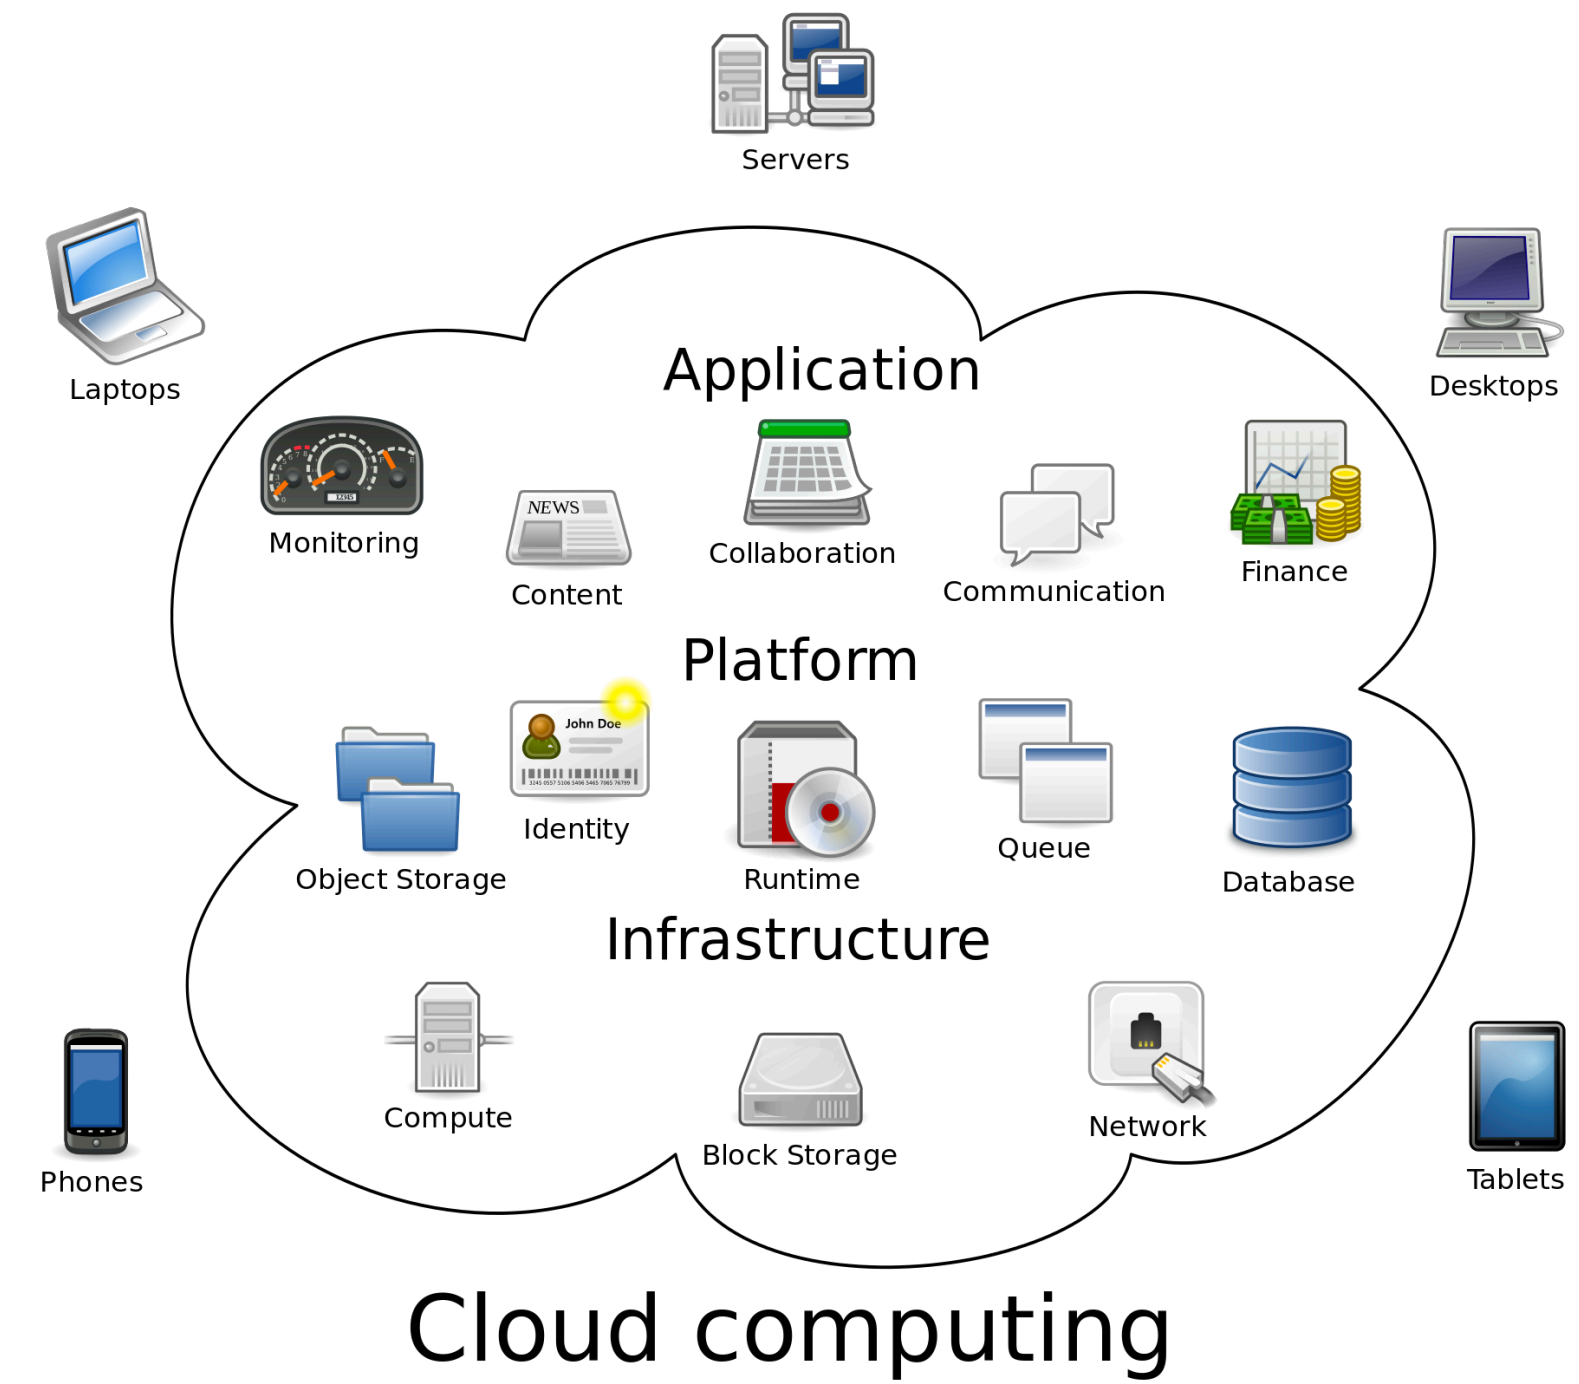 Servers
Laptops
Desktops
Application
Monitoring
NEWS
Content
Collaboration
Communication
Finance
Platform
John Doe
Object Storage
Identity
Runtime
Queue
Database
Infrastructure
Compute
Block Storage
Network
Phones
Tablets
Cloud computing